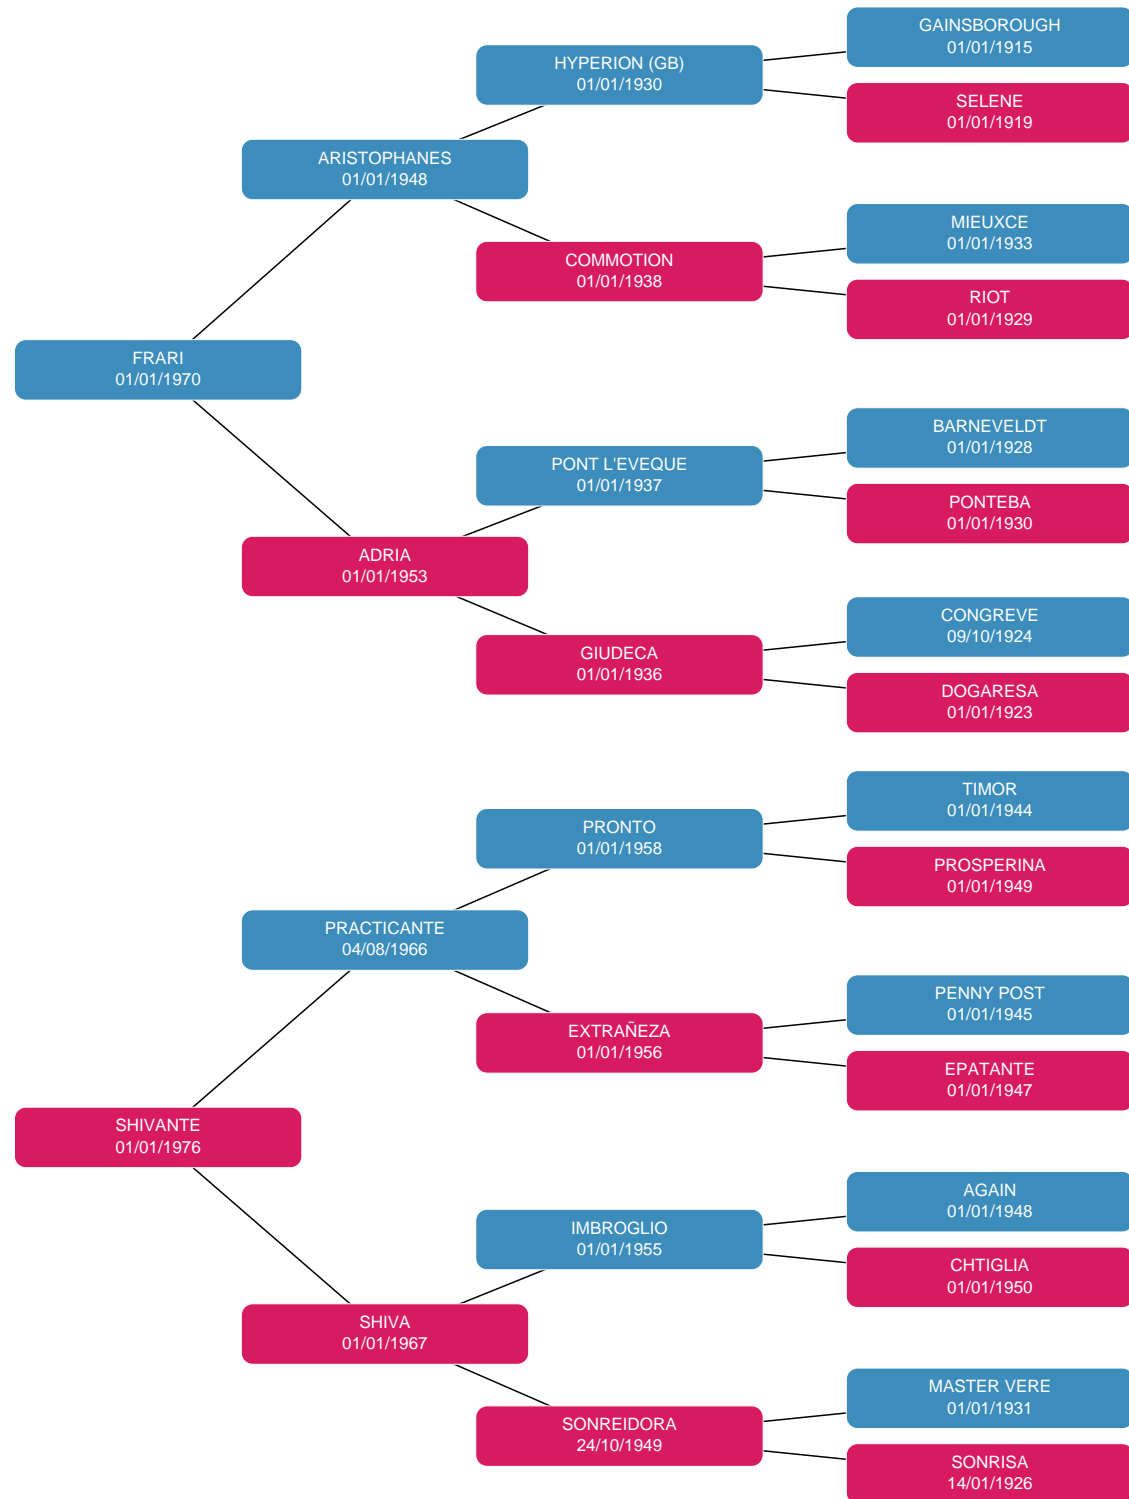 GAINSBOROUGH
01/01/1915
HYPERION (GB)
01/01/1930
SELENE
01/01/1919
ARISTOPHANES
01/01/1948
MIEUXCE
01/01/1933
COMMOTION
01/01/1938
RIOT
01/01/1929
FRARI
01/01/1970
BARNEVELDT
01/01/1928
PONT L'EVEQUE
01/01/1937
PONTEBA
01/01/1930
ADRIA
01/01/1953
CONGREVE
09/10/1924
GIUDECA
01/01/1936
DOGARESA
01/01/1923
TIMOR
01/01/1944
PRONTO
01/01/1958
PROSPERINA
01/01/1949
PRACTICANTE
04/08/1966
PENNY POST
01/01/1945
EXTRAÑEZA
01/01/1956
EPATANTE
01/01/1947
SHIVANTE
01/01/1976
AGAIN
01/01/1948
IMBROGLIO
01/01/1955
CHTIGLIA
01/01/1950
SHIVA
01/01/1967
MASTER VERE
01/01/1931
SONREIDORA
24/10/1949
SONRISA
14/01/1926